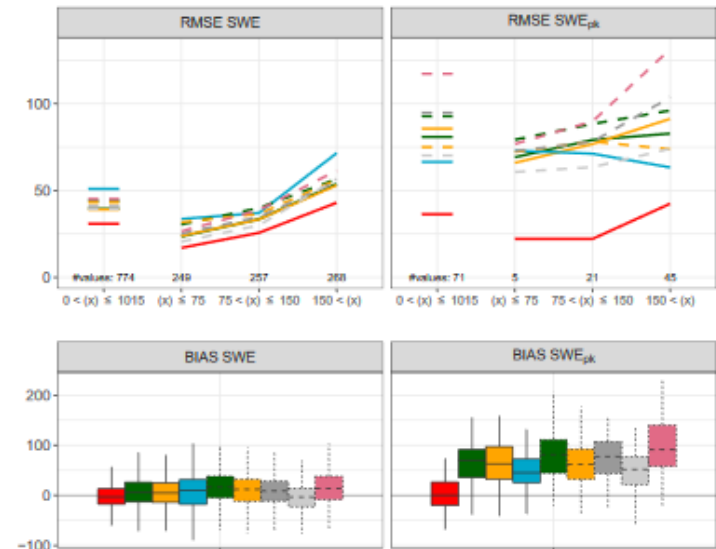 RMSE SWE
RMSE SWEpk
100
50
0
#values: 774 249 257 268
#values: 71 5 21 45
0 < (x) ≤ 1015 (x) ≤ 75 75 < (x) ≤ 150 150 < (x)
0 < (x) ≤ 1015 (x) ≤ 75 75 < (x) ≤ 150 150 < (x)
BIAS SWE
BIAS SWEpk
200
100
0
−100